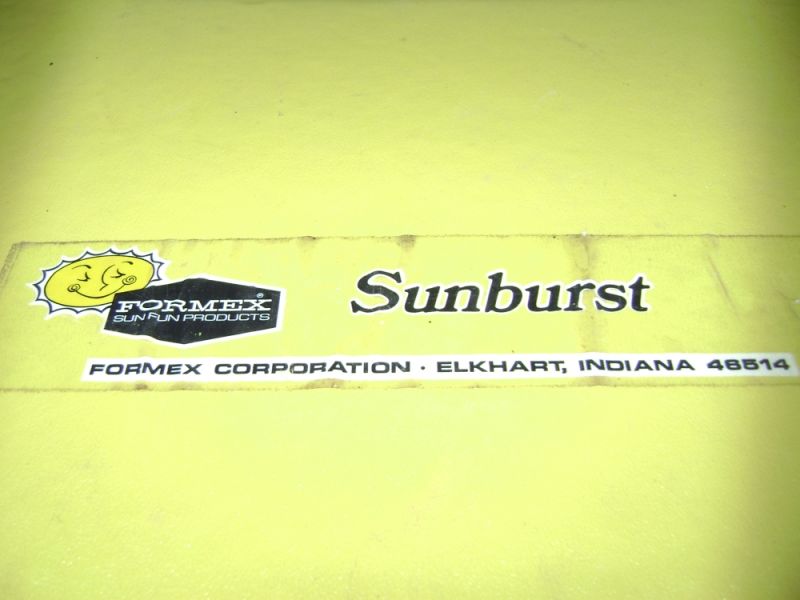 FORMEX®
SUN FUN PRODUCTS
Sunburst
FORMEX CORPORATION · ELKHART, INDIANA 46514